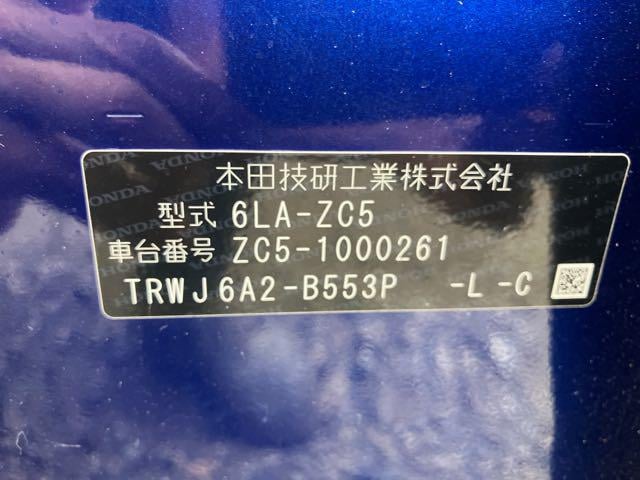 本田技研工業株式会社
型式 6LA-ZC5
車台番号 ZC5-1000261
TRWJ6A2-B553P -L -C